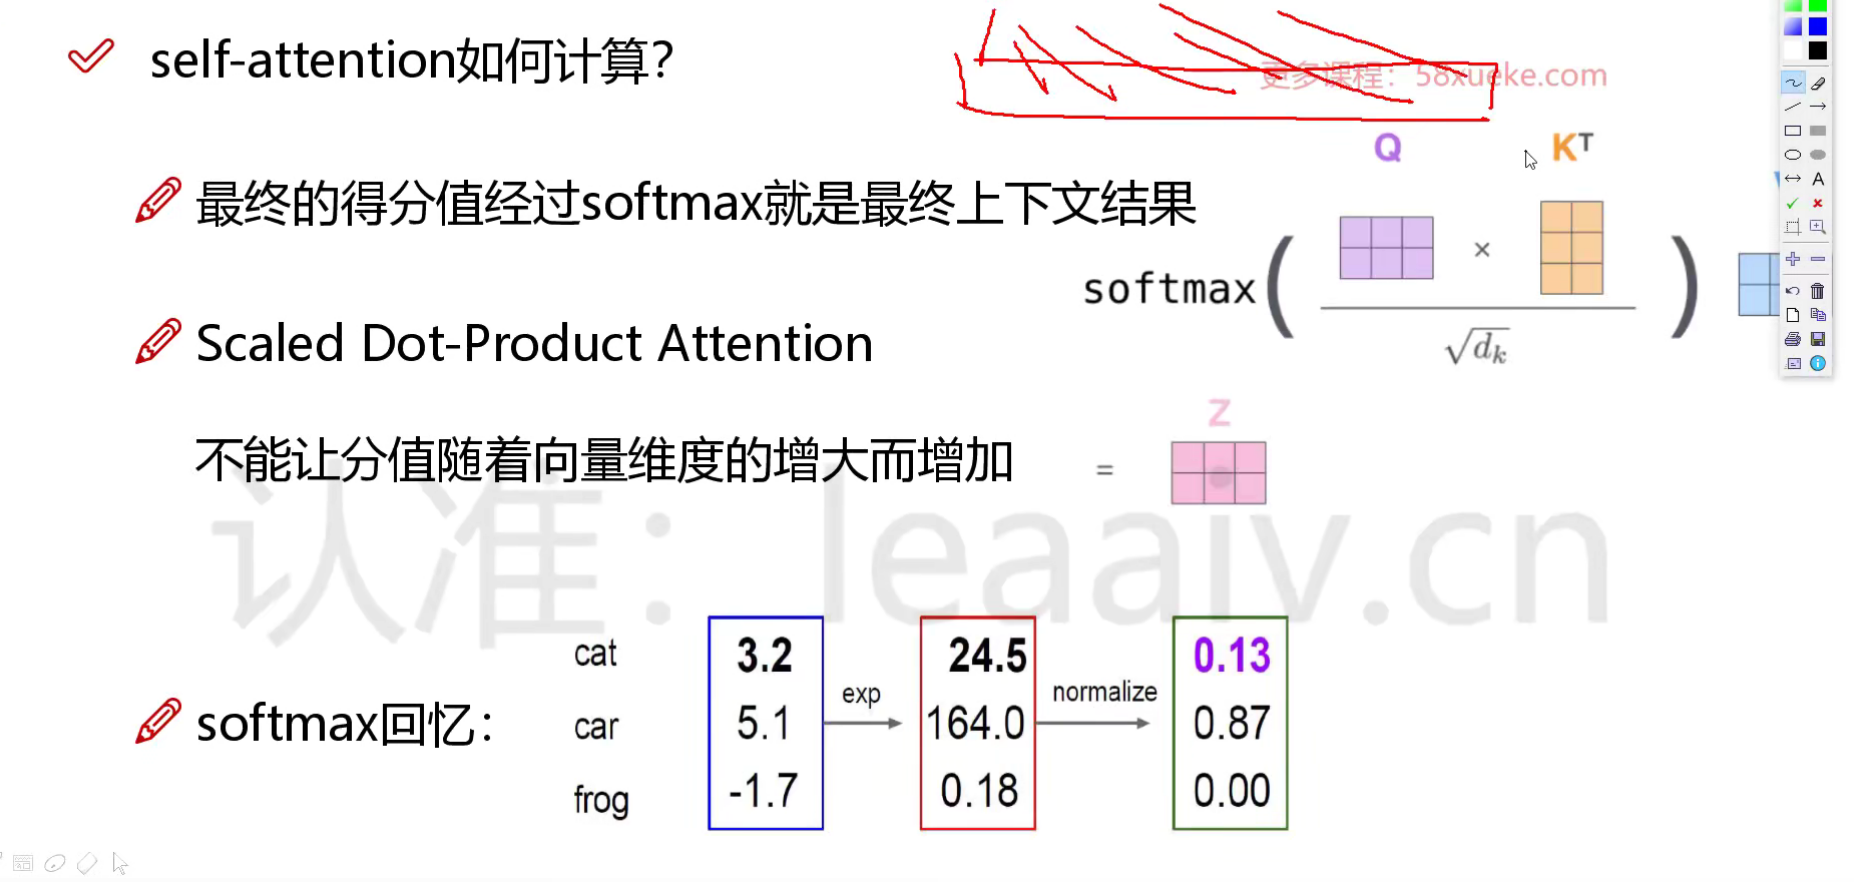 self-attention如何计算？
更多课程：58xueke.com
Q
Kᵀ
最终的得分值经过softmax就是最终上下文结果
×
softmax( )
√dₖ
Scaled Dot-Product Attention
Z
不能让分值随着向量维度的增大而增加
=
认准：leaaiv.cn
cat 3.2 24.5 0.13
exp normalize
softmax回忆：
car 5.1 164.0 0.87
frog -1.7 0.18 0.00